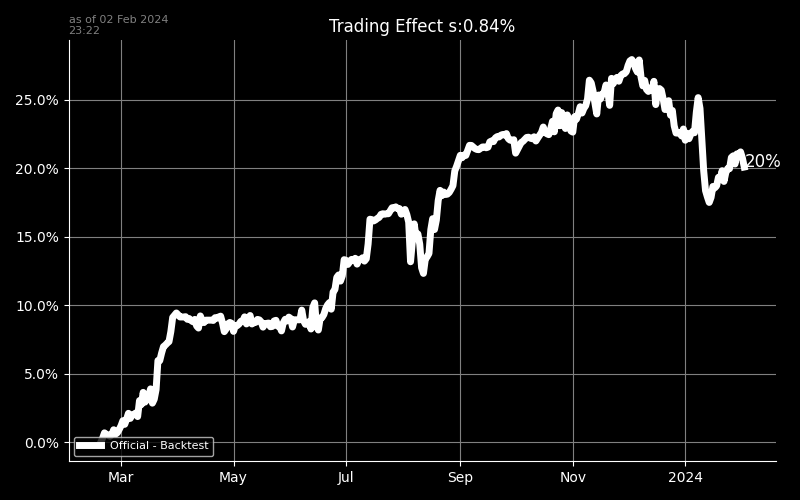 as of 02 Feb 2024
23:22
Trading Effect s:0.84%
25.0%
20.0%
20%
15.0%
10.0%
5.0%
0.0%
Official - Backtest
Mar
May
Jul
Sep
Nov
2024